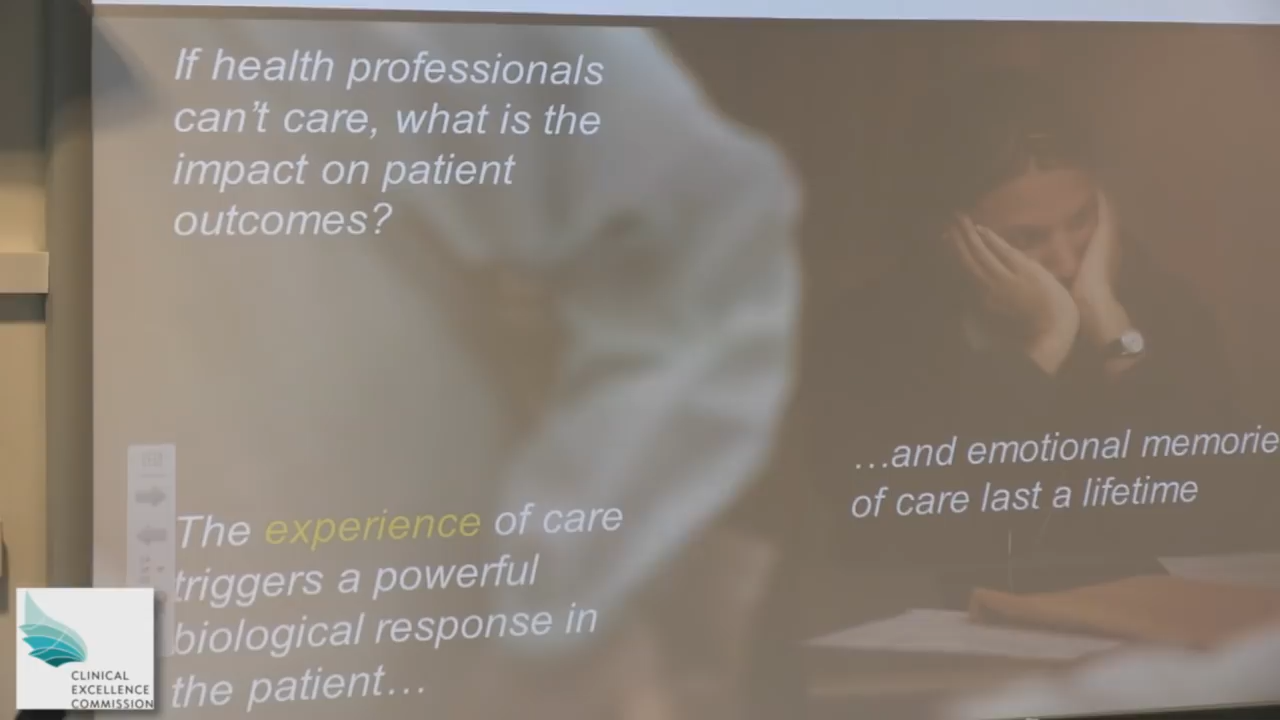 If health professionals
can't care, what is the
impact on patient
outcomes?
The experience of care
triggers a powerful
biological response in
the patient...
...and emotional memorie
of care last a lifetime
CLINICAL
EXCELLENCE
COMMISSION